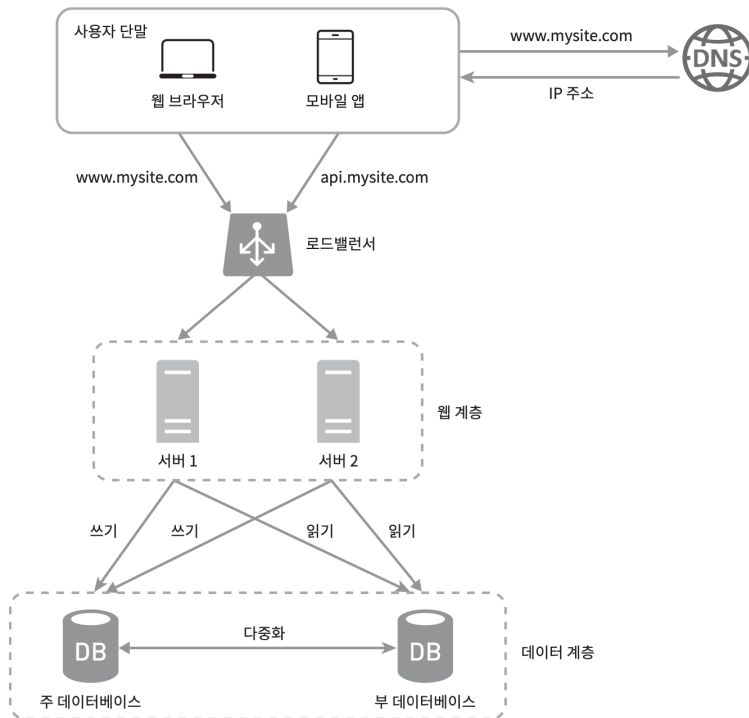 사용자 단말
웹 브라우저
모바일 앱
www.mysite.com
DNS
IP 주소
www.mysite.com
api.mysite.com
로드밸런서
서버 1
서버 2
웹 계층
쓰기
쓰기
읽기
읽기
DB
다중화
DB
데이터 계층
주 데이터베이스
부 데이터베이스